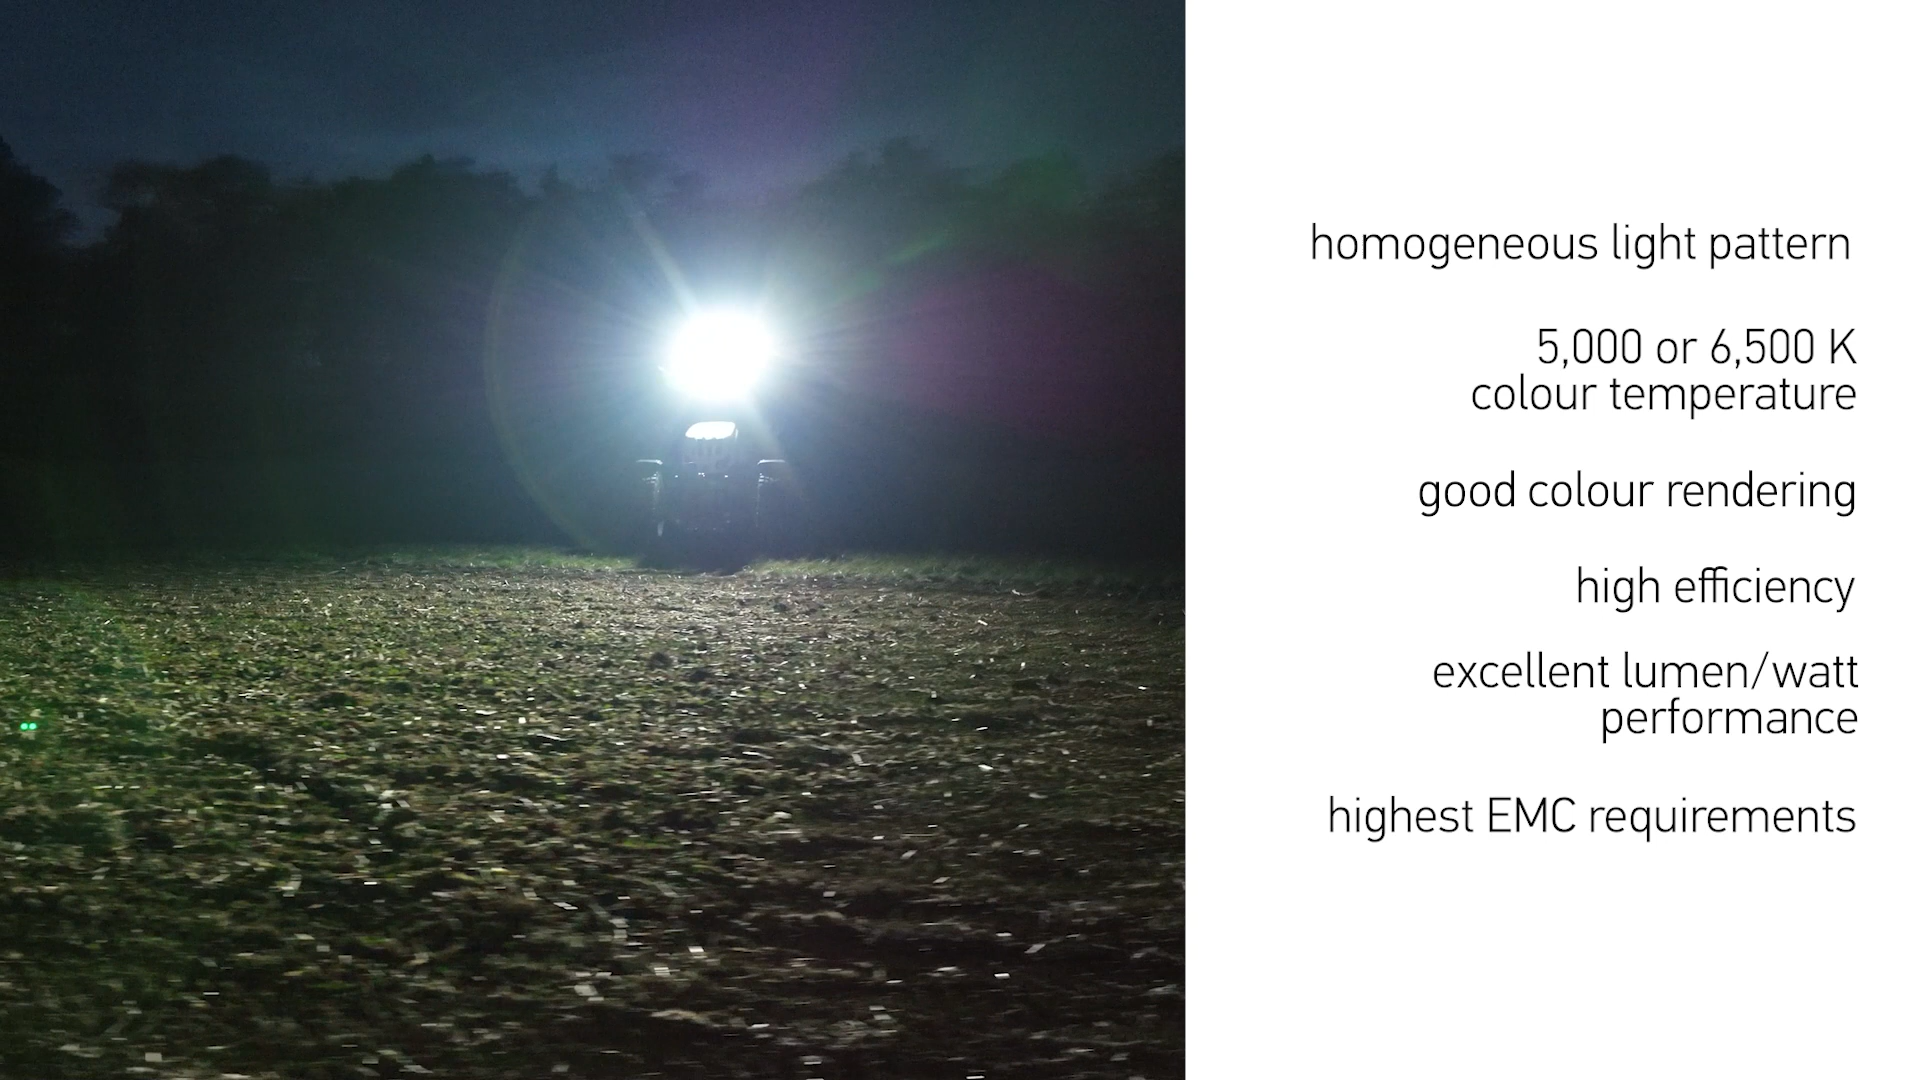 homogeneous light pattern
5,000 or 6,500 K
colour temperature
good colour rendering
high efficiency
excellent lumen/watt
performance
highest EMC requirements